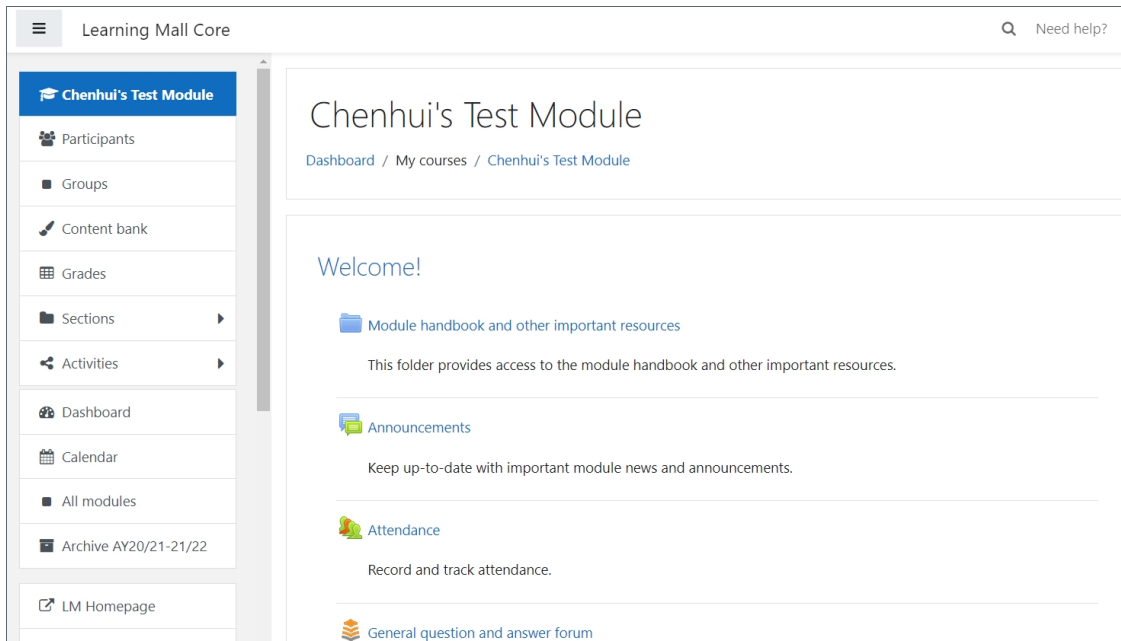 Learning Mall Core
Need help?
Chenhui's Test Module
Participants
Groups
Content bank
Grades
Sections
Activities
Dashboard
Calendar
All modules
Archive AY20/21-21/22
LM Homepage
Chenhui's Test Module
Dashboard / My courses / Chenhui's Test Module
Welcome!
Module handbook and other important resources
This folder provides access to the module handbook and other important resources.
Announcements
Keep up-to-date with important module news and announcements.
Attendance
Record and track attendance.
General question and answer forum